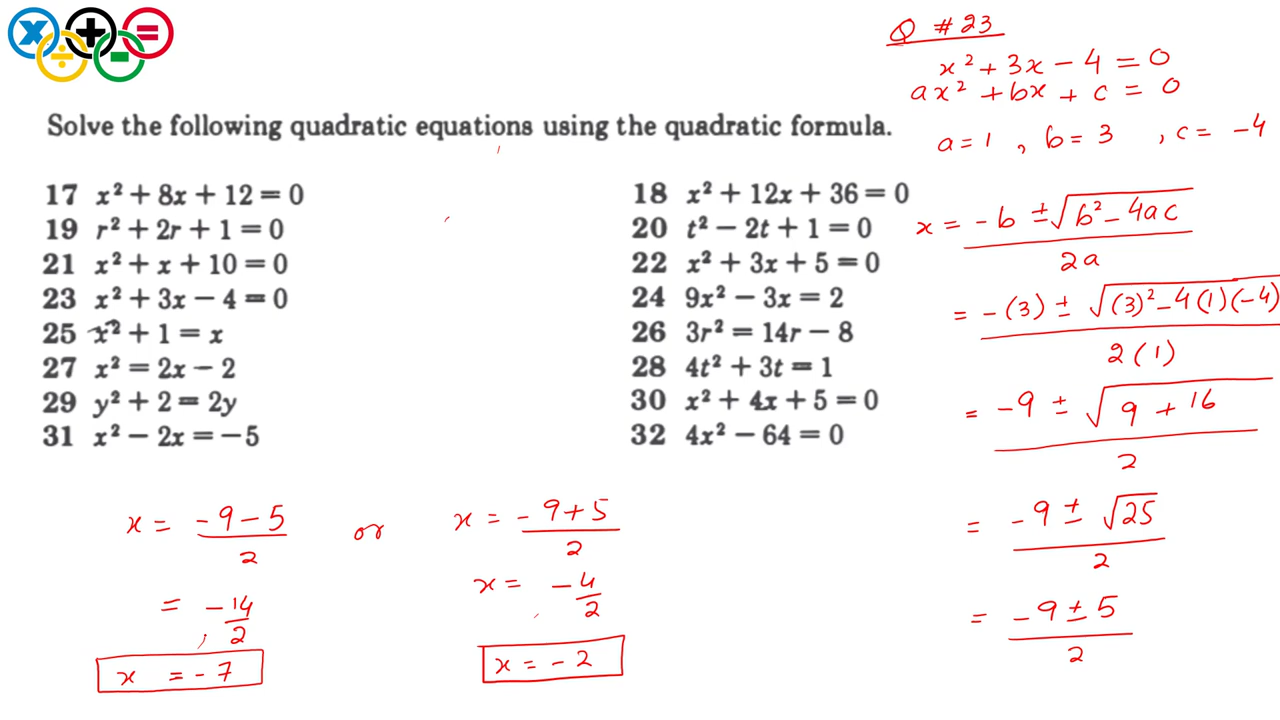 Solve the following quadratic equations using the quadratic formula.
17 x² + 8x + 12 = 0
18 x² + 12x + 36 = 0
19 r² + 2r + 1 = 0
20 t² − 2t + 1 = 0
21 x² + x + 10 = 0
22 x² + 3x + 5 = 0
23 x² + 3x − 4 = 0
24 9x² − 3x = 2
25 x² + 1 = x
26 3r² = 14r − 8
27 x² = 2x − 2
28 4t² + 3t = 1
29 y² + 2 = 2y
30 x² + 4x + 5 = 0
31 x² − 2x = −5
32 4x² − 64 = 0
Q #23
x² + 3x − 4 = 0
ax² + bx + c = 0
a = 1 , b = 3 , c = −4
x = (−b ± √(b² − 4ac)) / 2a
= (−(3) ± √((3)² − 4(1)(−4))) / 2(1)
= (−9 ± √(9 + 16)) / 2
= (−9 ± √25) / 2
= (−9 ± 5) / 2
x = (−9 − 5) / 2 or x = (−9 + 5) / 2
= −14/2
x = −4/2
x = −7
x = −2